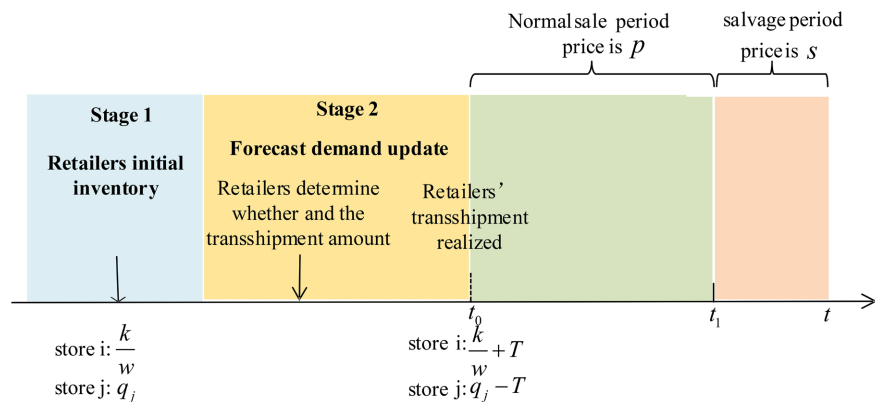 Normal sale period
price is p
salvage period
price is s
Stage 1
Retailers initial
inventory
Stage 2
Forecast demand update
Retailers determine
whether and the
transshipment amount
Retailers’
transshipment
realized
t₀
t₁
t
store i: k/w
store j: qⱼ
store i: k/w + T
store j: qⱼ − T